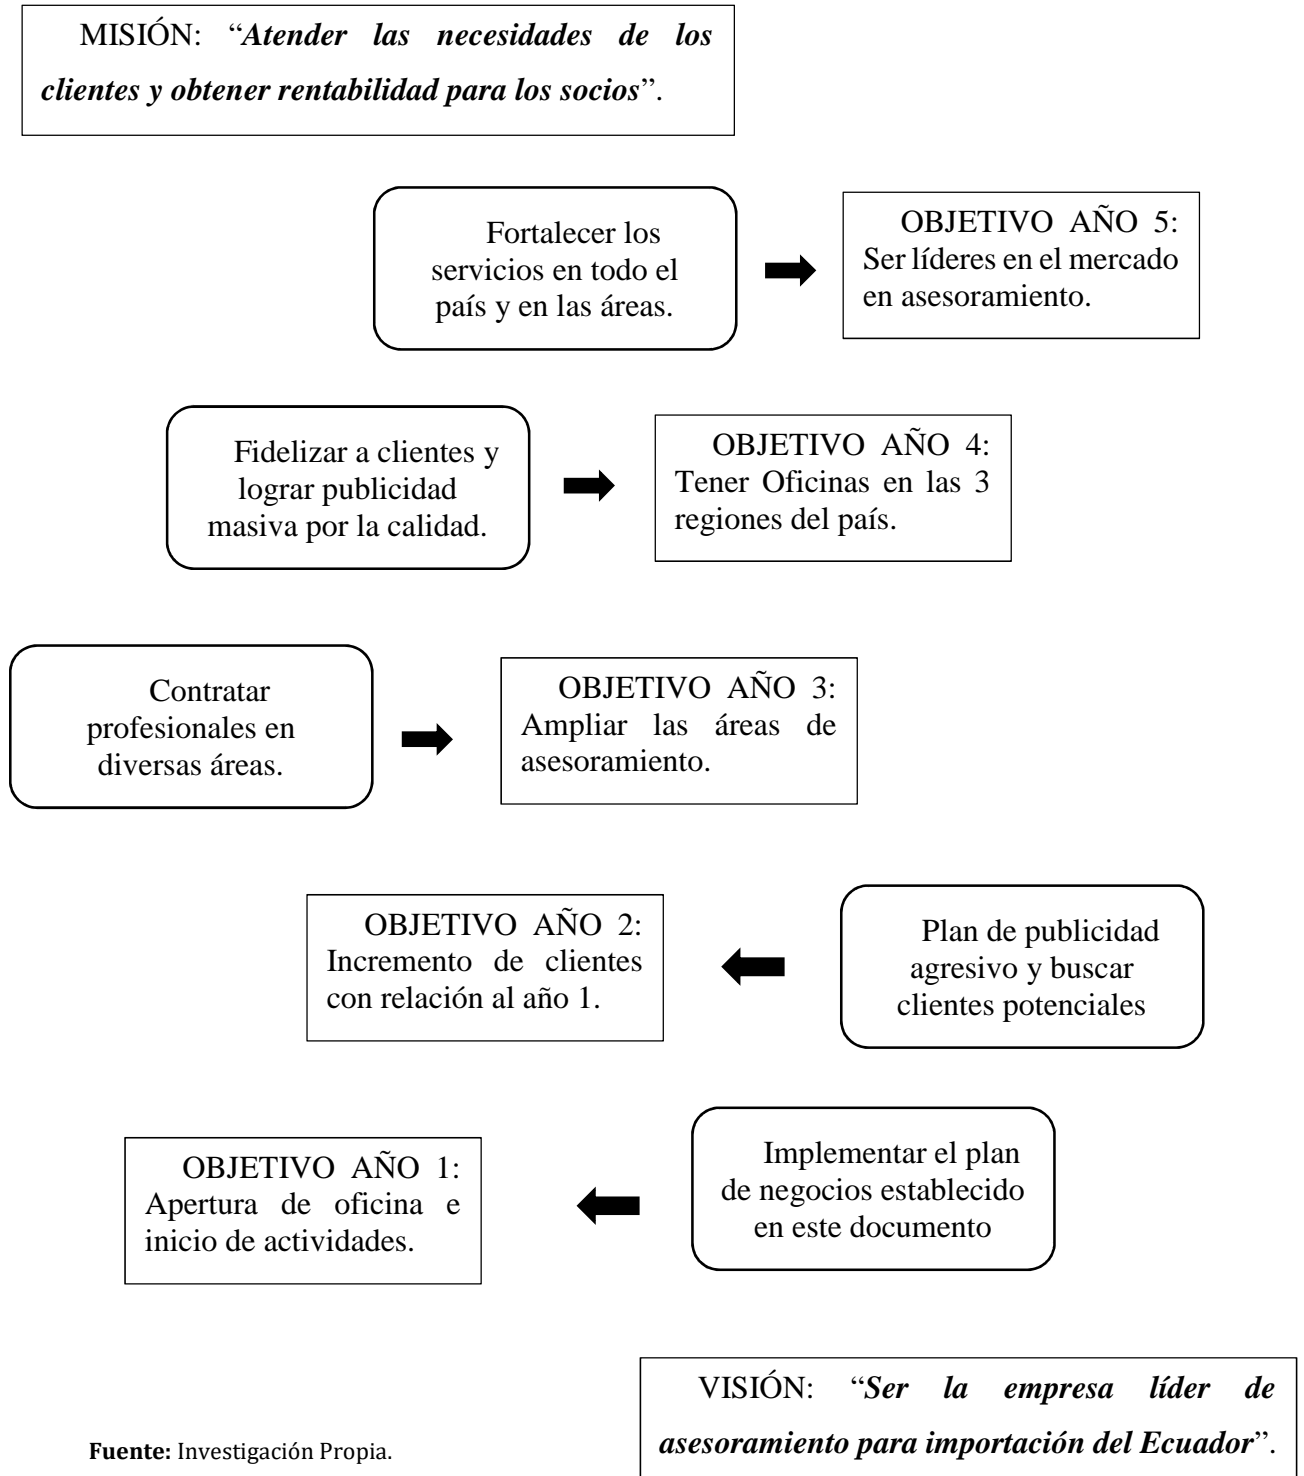 MISIÓN: “Atender las necesidades de los
clientes y obtener rentabilidad para los socios”.
Fortalecer los
servicios en todo el
país y en las áreas.
OBJETIVO AÑO 5:
Ser líderes en el mercado
en asesoramiento.
Fidelizar a clientes y
lograr publicidad
masiva por la calidad.
OBJETIVO AÑO 4:
Tener Oficinas en las 3
regiones del país.
Contratar
profesionales en
diversas áreas.
OBJETIVO AÑO 3:
Ampliar las áreas de
asesoramiento.
OBJETIVO AÑO 2:
Incremento de clientes
con relación al año 1.
Plan de publicidad
agresivo y buscar
clientes potenciales
OBJETIVO AÑO 1:
Apertura de oficina e
inicio de actividades.
Implementar el plan
de negocios establecido
en este documento
VISIÓN: “Ser la empresa líder de
asesoramiento para importación del Ecuador”.
Fuente: Investigación Propia.